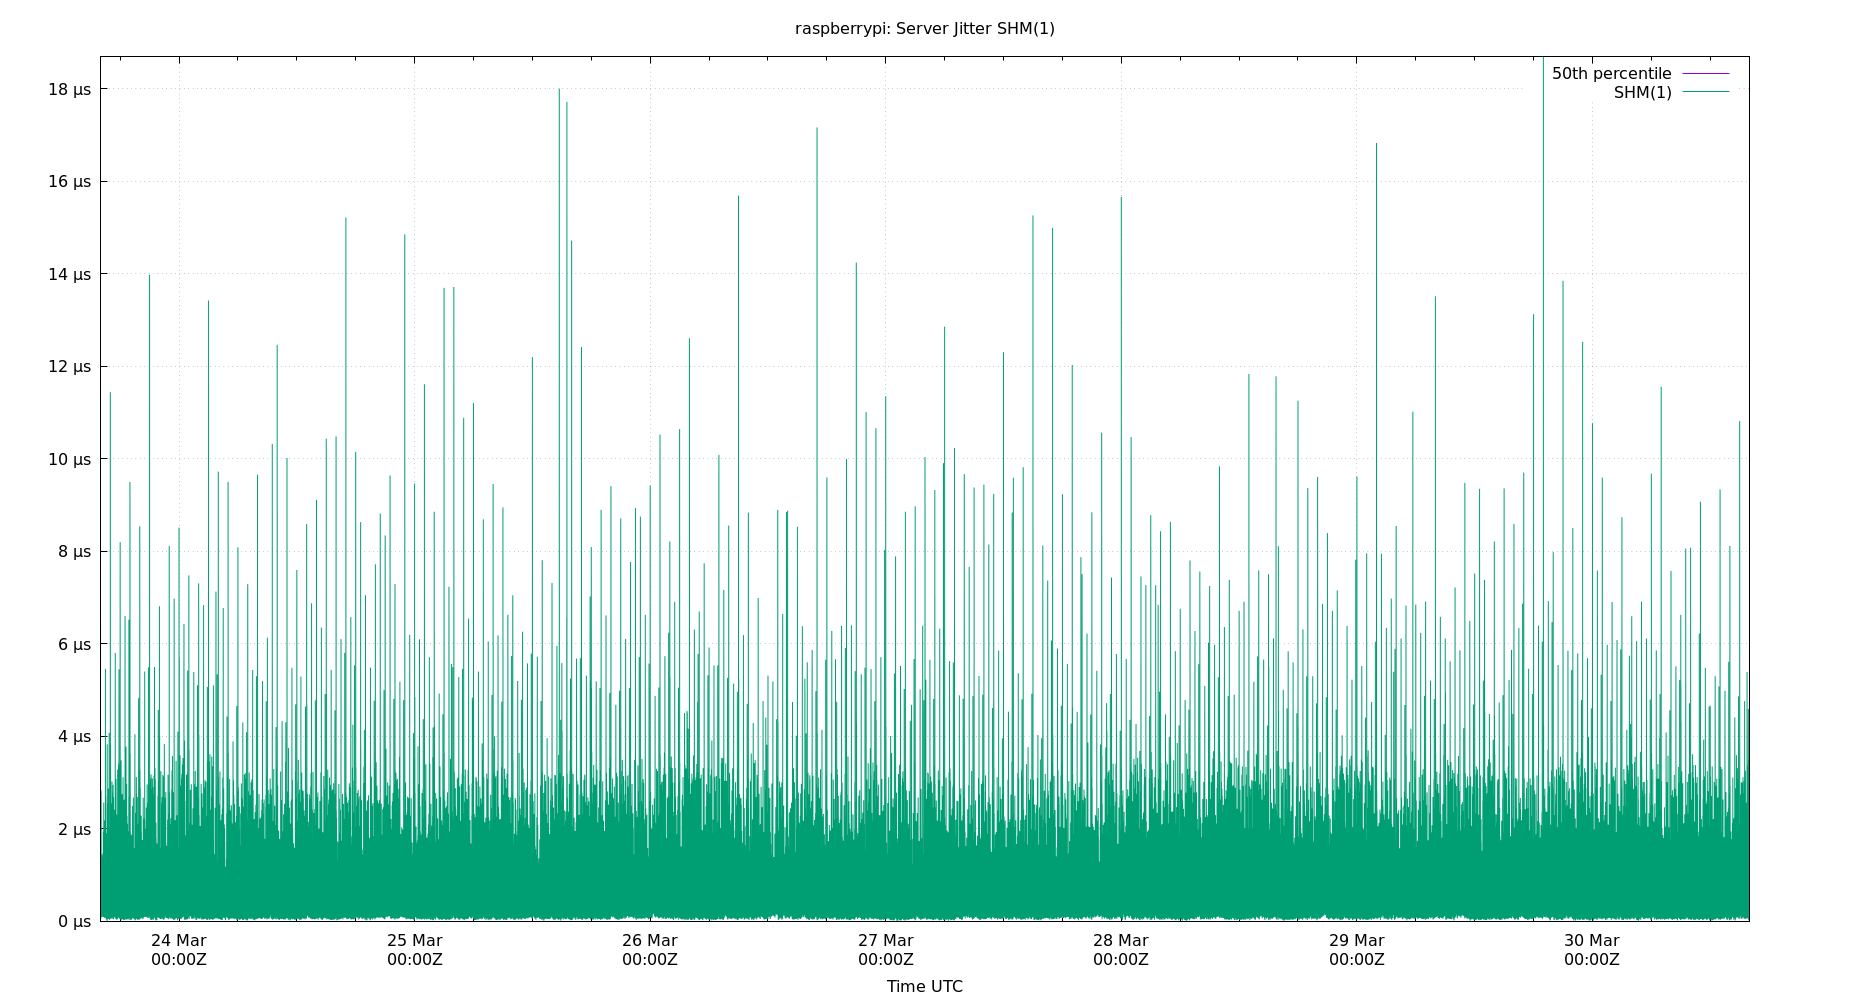 raspberrypi: Server Jitter SHM(1)
50th percentile
SHM(1)
18 µs
16 µs
14 µs
12 µs
10 µs
8 µs
6 µs
4 µs
2 µs
0 µs
24 Mar 25 Mar 26 Mar 27 Mar 28 Mar 29 Mar 30 Mar
00:00Z 00:00Z 00:00Z 00:00Z 00:00Z 00:00Z 00:00Z
Time UTC